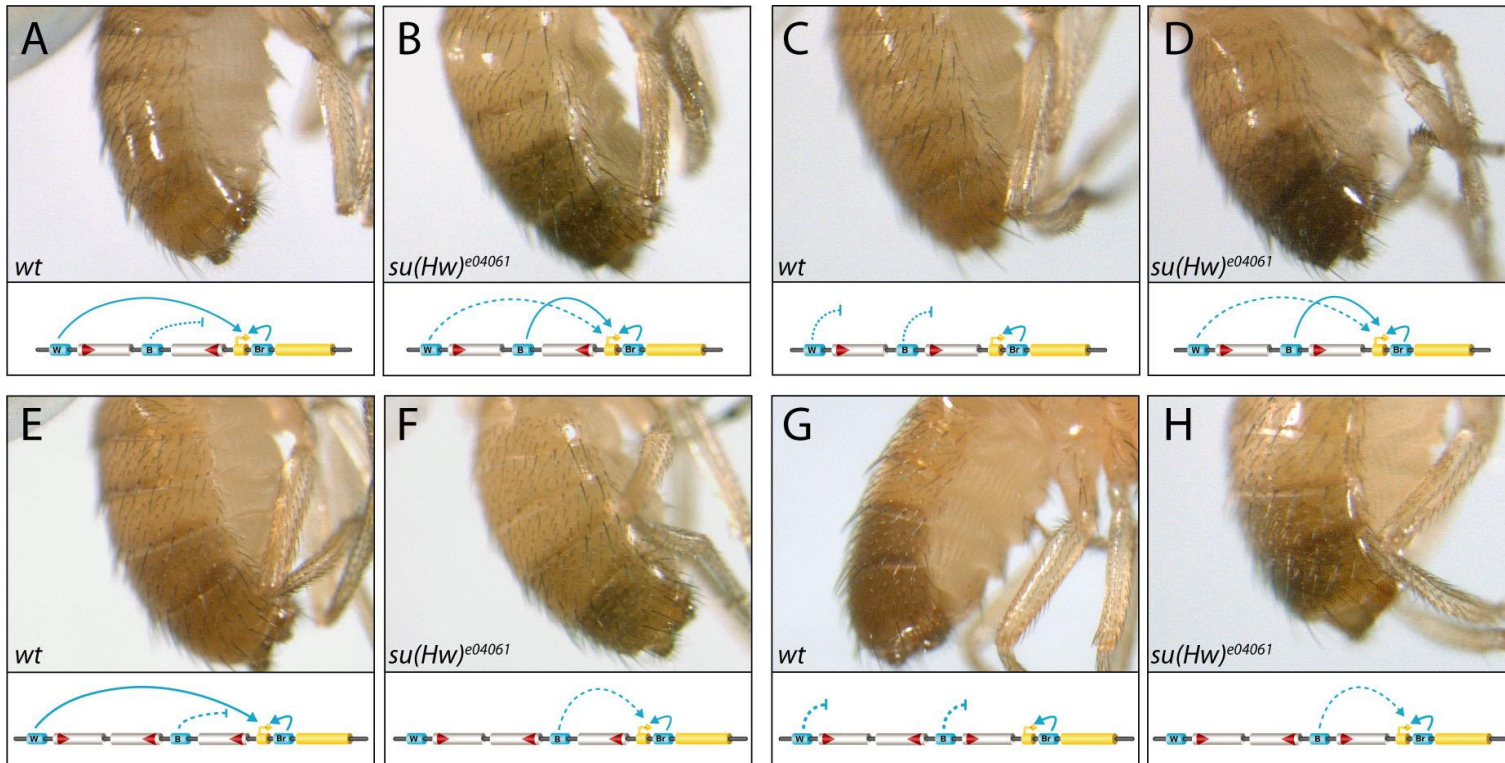 A
wt
W B Br
B
su(Hw)e04061
W B Br
C
wt
W B Br
D
su(Hw)e04061
W B Br
E
wt
W B Br
F
su(Hw)e04061
W B Br
G
wt
W B Br
H
su(Hw)e04061
W B Br